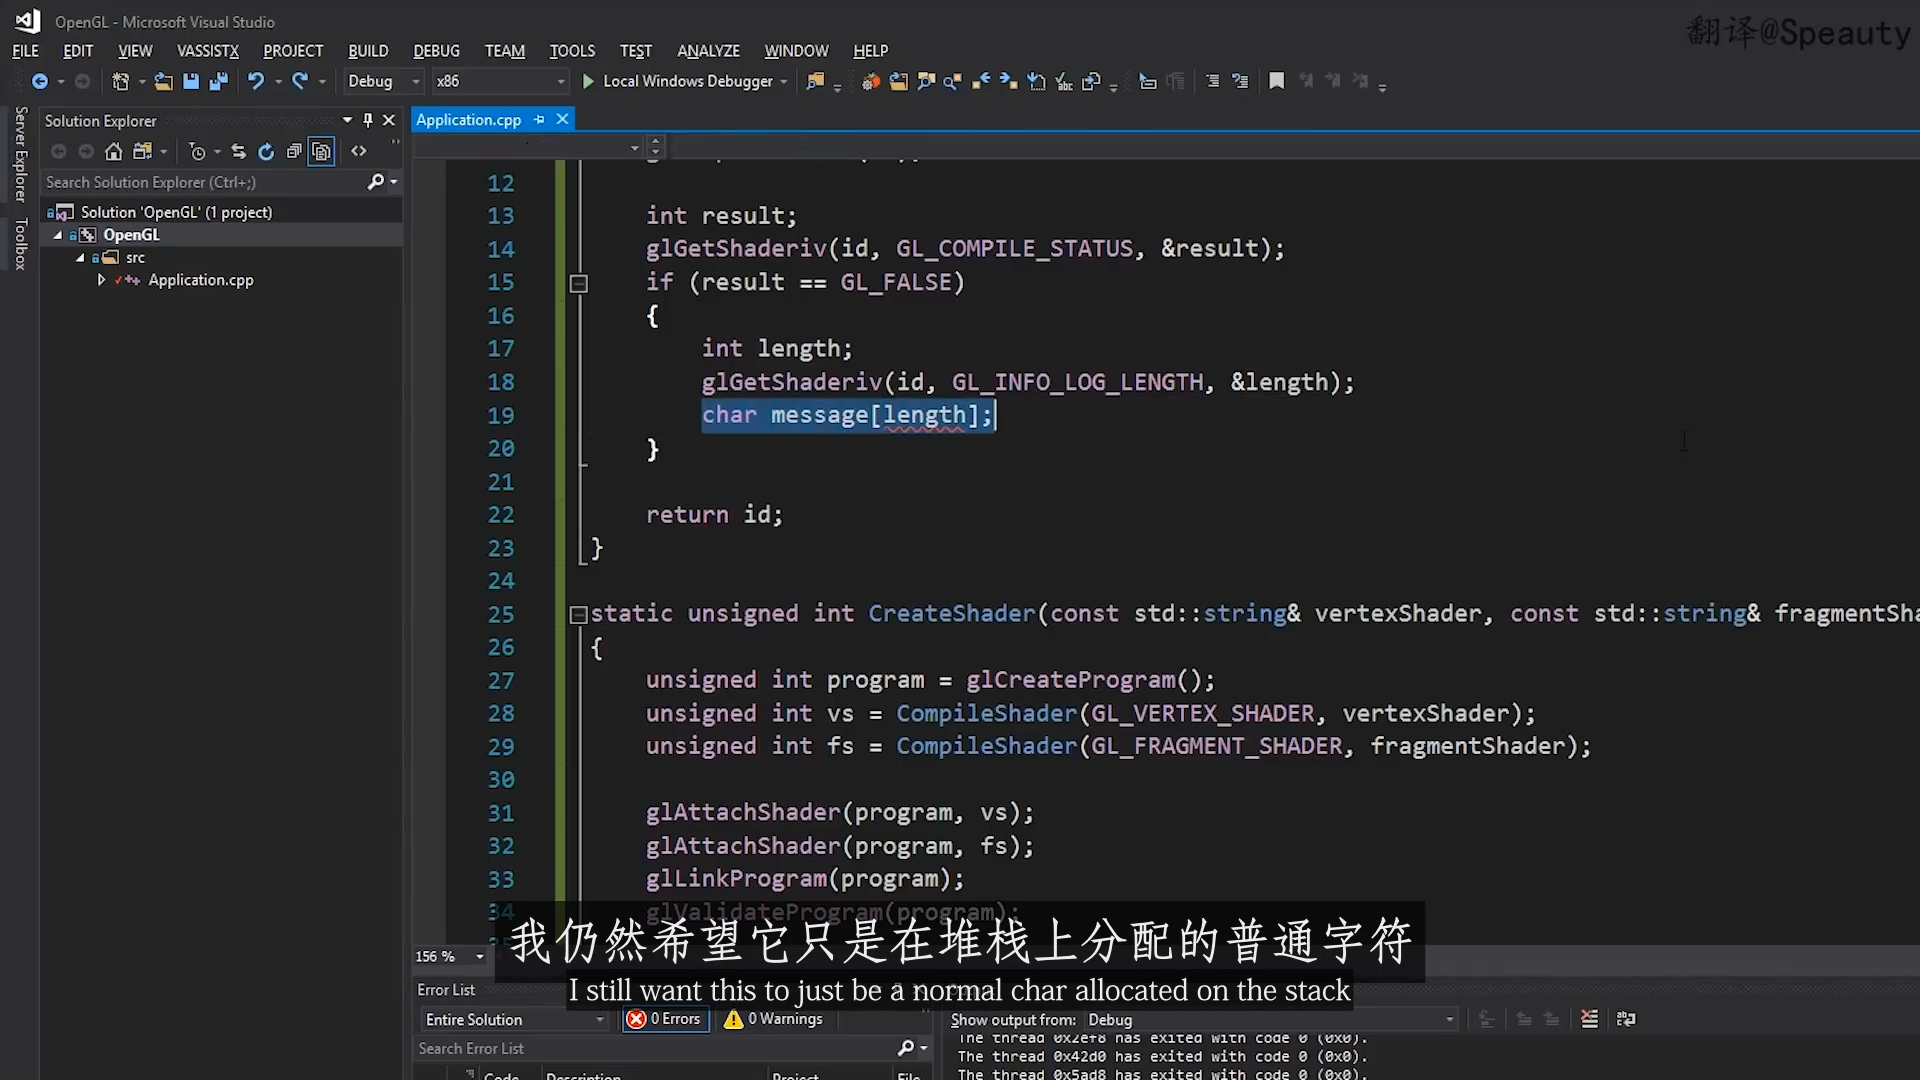 OpenGL - Microsoft Visual Studio
翻译@Speauty
FILE EDIT VIEW VASSISTX PROJECT BUILD DEBUG TEAM TOOLS TEST ANALYZE WINDOW HELP
Debug x86 Local Windows Debugger
Server Explorer
Toolbox
Solution Explorer
Search Solution Explorer (Ctrl+;)
Solution 'OpenGL' (1 project)
OpenGL
src
Application.cpp
Application.cpp
12
13 int result;
14 glGetShaderiv(id, GL_COMPILE_STATUS, &result);
15 if (result == GL_FALSE)
16 {
17 int length;
18 glGetShaderiv(id, GL_INFO_LOG_LENGTH, &length);
19 char message[length];
20 }
21
22 return id;
23 }
24
25 static unsigned int CreateShader(const std::string& vertexShader, const std::string& fragmentSha
26 {
27 unsigned int program = glCreateProgram();
28 unsigned int vs = CompileShader(GL_VERTEX_SHADER, vertexShader);
29 unsigned int fs = CompileShader(GL_FRAGMENT_SHADER, fragmentShader);
30
31 glAttachShader(program, vs);
32 glAttachShader(program, fs);
33 glLinkProgram(program);
34 glValidateProgram(program);
我仍然希望它只是在堆栈上分配的普通字符
156 %
I still want this to just be a normal char allocated on the stack
Error List
Entire Solution 0 Errors 0 Warnings
Search Error List
Code Description Project File
Show output from: Debug
The thread 0x2ef8 has exited with code 0 (0x0).
The thread 0x42d0 has exited with code 0 (0x0).
The thread 0x5ad8 has exited with code 0 (0x0).